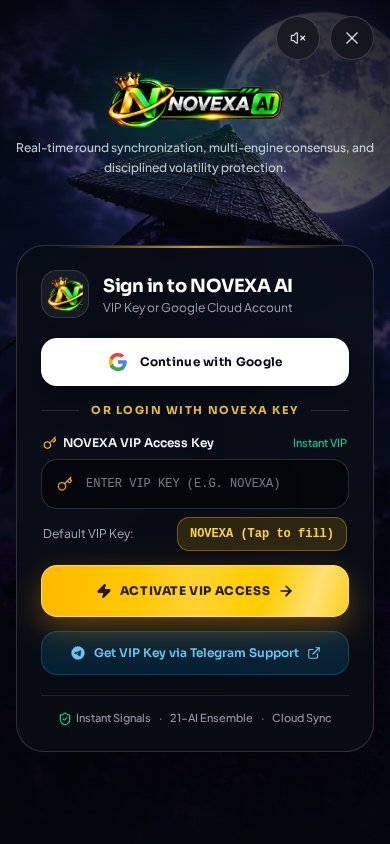 NOVEXA AI
Real-time round synchronization, multi-engine consensus, and
disciplined volatility protection.
N
Sign in to NOVEXA AI
VIP Key or Google Cloud Account
Continue with Google
OR LOGIN WITH NOVEXA KEY
NOVEXA VIP Access Key
Instant VIP
ENTER VIP KEY (E.G. NOVEXA)
Default VIP Key:
NOVEXA (Tap to fill)
ACTIVATE VIP ACCESS
Get VIP Key via Telegram Support
Instant Signals · 21-AI Ensemble · Cloud Sync